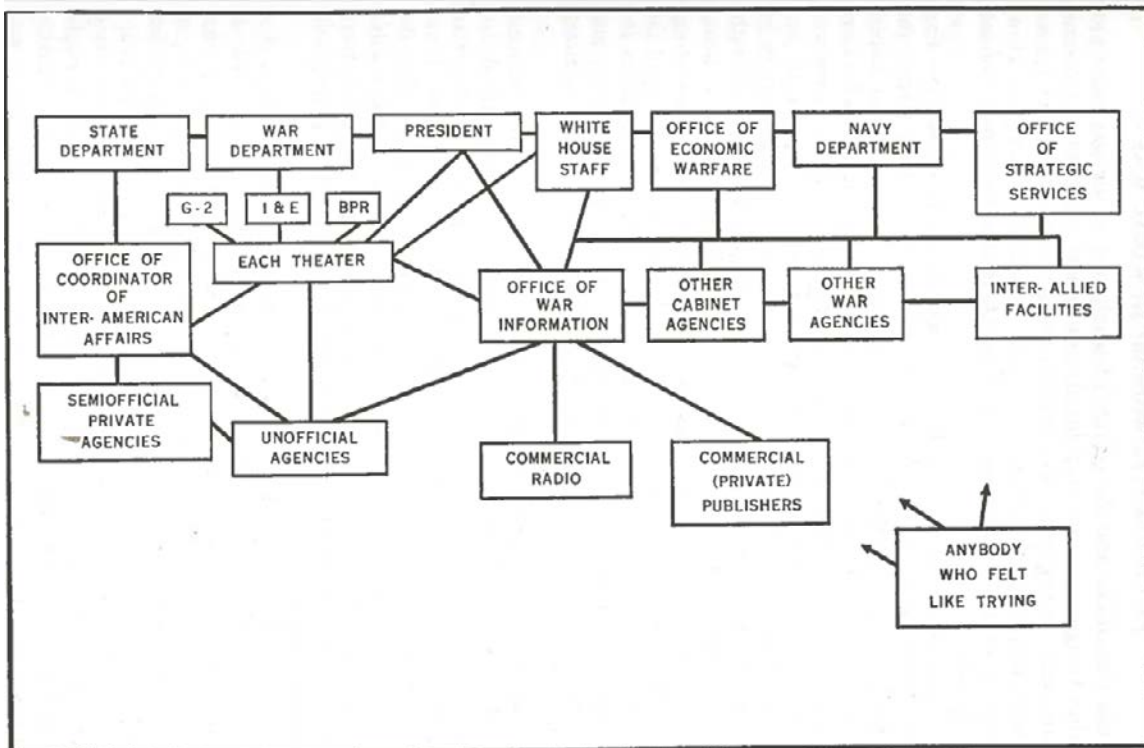 STATE
DEPARTMENT
WAR
DEPARTMENT
PRESIDENT
WHITE
HOUSE
STAFF
OFFICE OF
ECONOMIC
WARFARE
NAVY
DEPARTMENT
OFFICE
OF
STRATEGIC
SERVICES
G-2
I & E
BPR
OFFICE OF
COORDINATOR
OF
INTER- AMERICAN
AFFAIRS
EACH THEATER
OFFICE OF
WAR
INFORMATION
OTHER
CABINET
AGENCIES
OTHER
WAR
AGENCIES
INTER- ALLIED
FACILITIES
SEMIOFFICIAL
PRIVATE
AGENCIES
UNOFFICIAL
AGENCIES
COMMERCIAL
RADIO
COMMERCIAL
(PRIVATE)
PUBLISHERS
ANYBODY
WHO FELT
LIKE TRYING